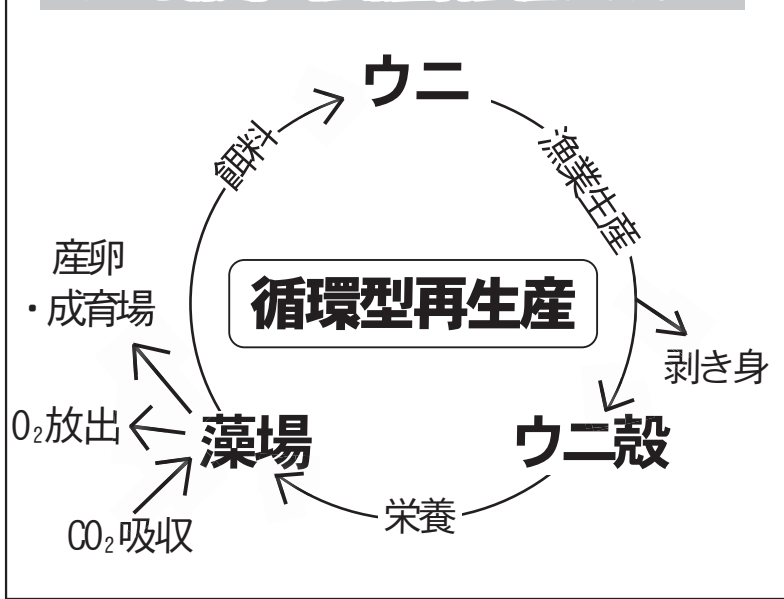 ウニ
餌料
漁業生産
産卵
・成育場
循環型再生産
剥き身
O₂放出
藻場
ウニ殻
栄養
CO₂吸収